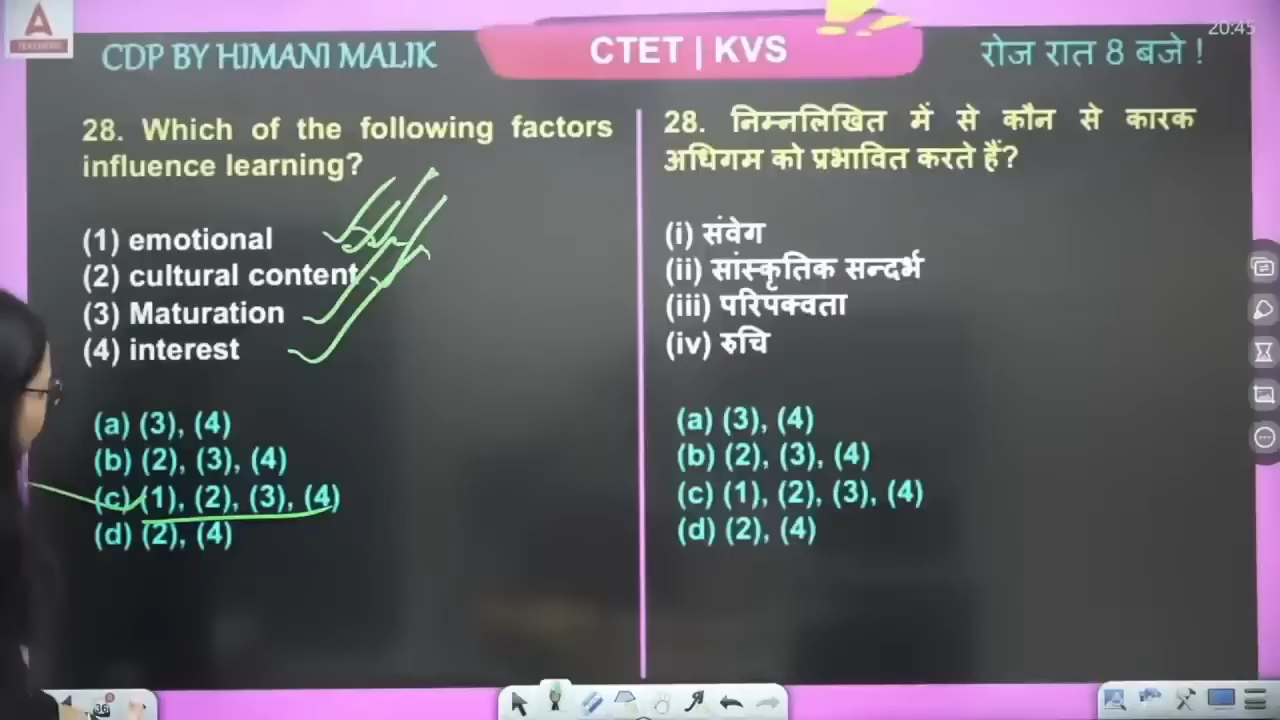 A
TEACHERS
CDP BY HIMANI MALIK
CTET | KVS
रोज रात 8 बजे !
20:45
28. Which of the following factors
influence learning?
(1) emotional
(2) cultural content
(3) Maturation
(4) interest
(a) (3), (4)
(b) (2), (3), (4)
(c) (1), (2), (3), (4)
(d) (2), (4)
28. निम्नलिखित में से कौन से कारक
अधिगम को प्रभावित करते हैं?
(i) संवेग
(ii) सांस्कृतिक सन्दर्भ
(iii) परिपक्वता
(iv) रुचि
(a) (3), (4)
(b) (2), (3), (4)
(c) (1), (2), (3), (4)
(d) (2), (4)